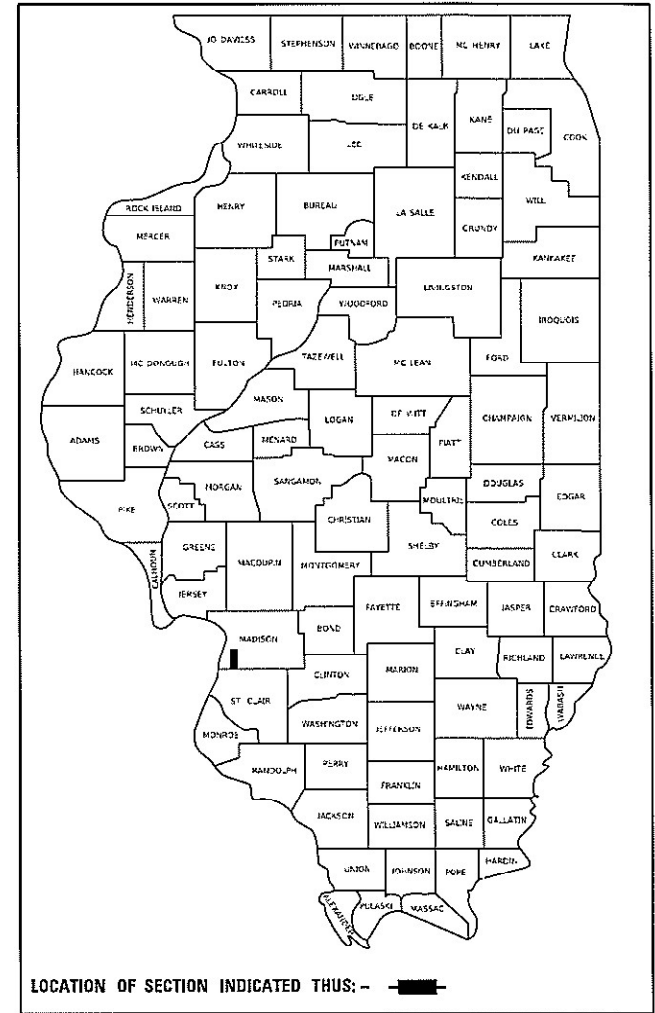 JO DAVIESS STEPHENSON WINNEBAGO BOONE MC HENRY LAKE
CARROLL OGLE DE KALB KANE DU PAGE COOK
WHITESIDE LEE
KENDALL WILL
ROCK ISLAND HENRY BUREAU LA SALLE GRUNDY
MERCER PUTNAM
STARK MARSHALL KANKAKEE
HENDERSON WARREN KNOX PEORIA WOODFORD LIVINGSTON IROQUOIS
HANCOCK MC DONOUGH FULTON TAZEWELL MC LEAN FORD
SCHUYLER MASON LOGAN DE WITT CHAMPAIGN VERMILION
ADAMS BROWN CASS MENARD MACON PIATT
PIKE SCOTT MORGAN SANGAMON MOULTRIE DOUGLAS EDGAR
CHRISTIAN COLES
CALHOUN GREENE MACOUPIN MONTGOMERY SHELBY CUMBERLAND CLARK
JERSEY FAYETTE EFFINGHAM JASPER CRAWFORD
MADISON BOND CLAY RICHLAND LAWRENCE
CLINTON MARION
ST. CLAIR WAYNE EDWARDS WABASH
MONROE WASHINGTON JEFFERSON
RANDOLPH PERRY HAMILTON WHITE
FRANKLIN
JACKSON WILLIAMSON SALINE GALLATIN
UNION JOHNSON POPE HARDIN
ALEXANDER PULASKI MASSAC
LOCATION OF SECTION INDICATED THUS: -